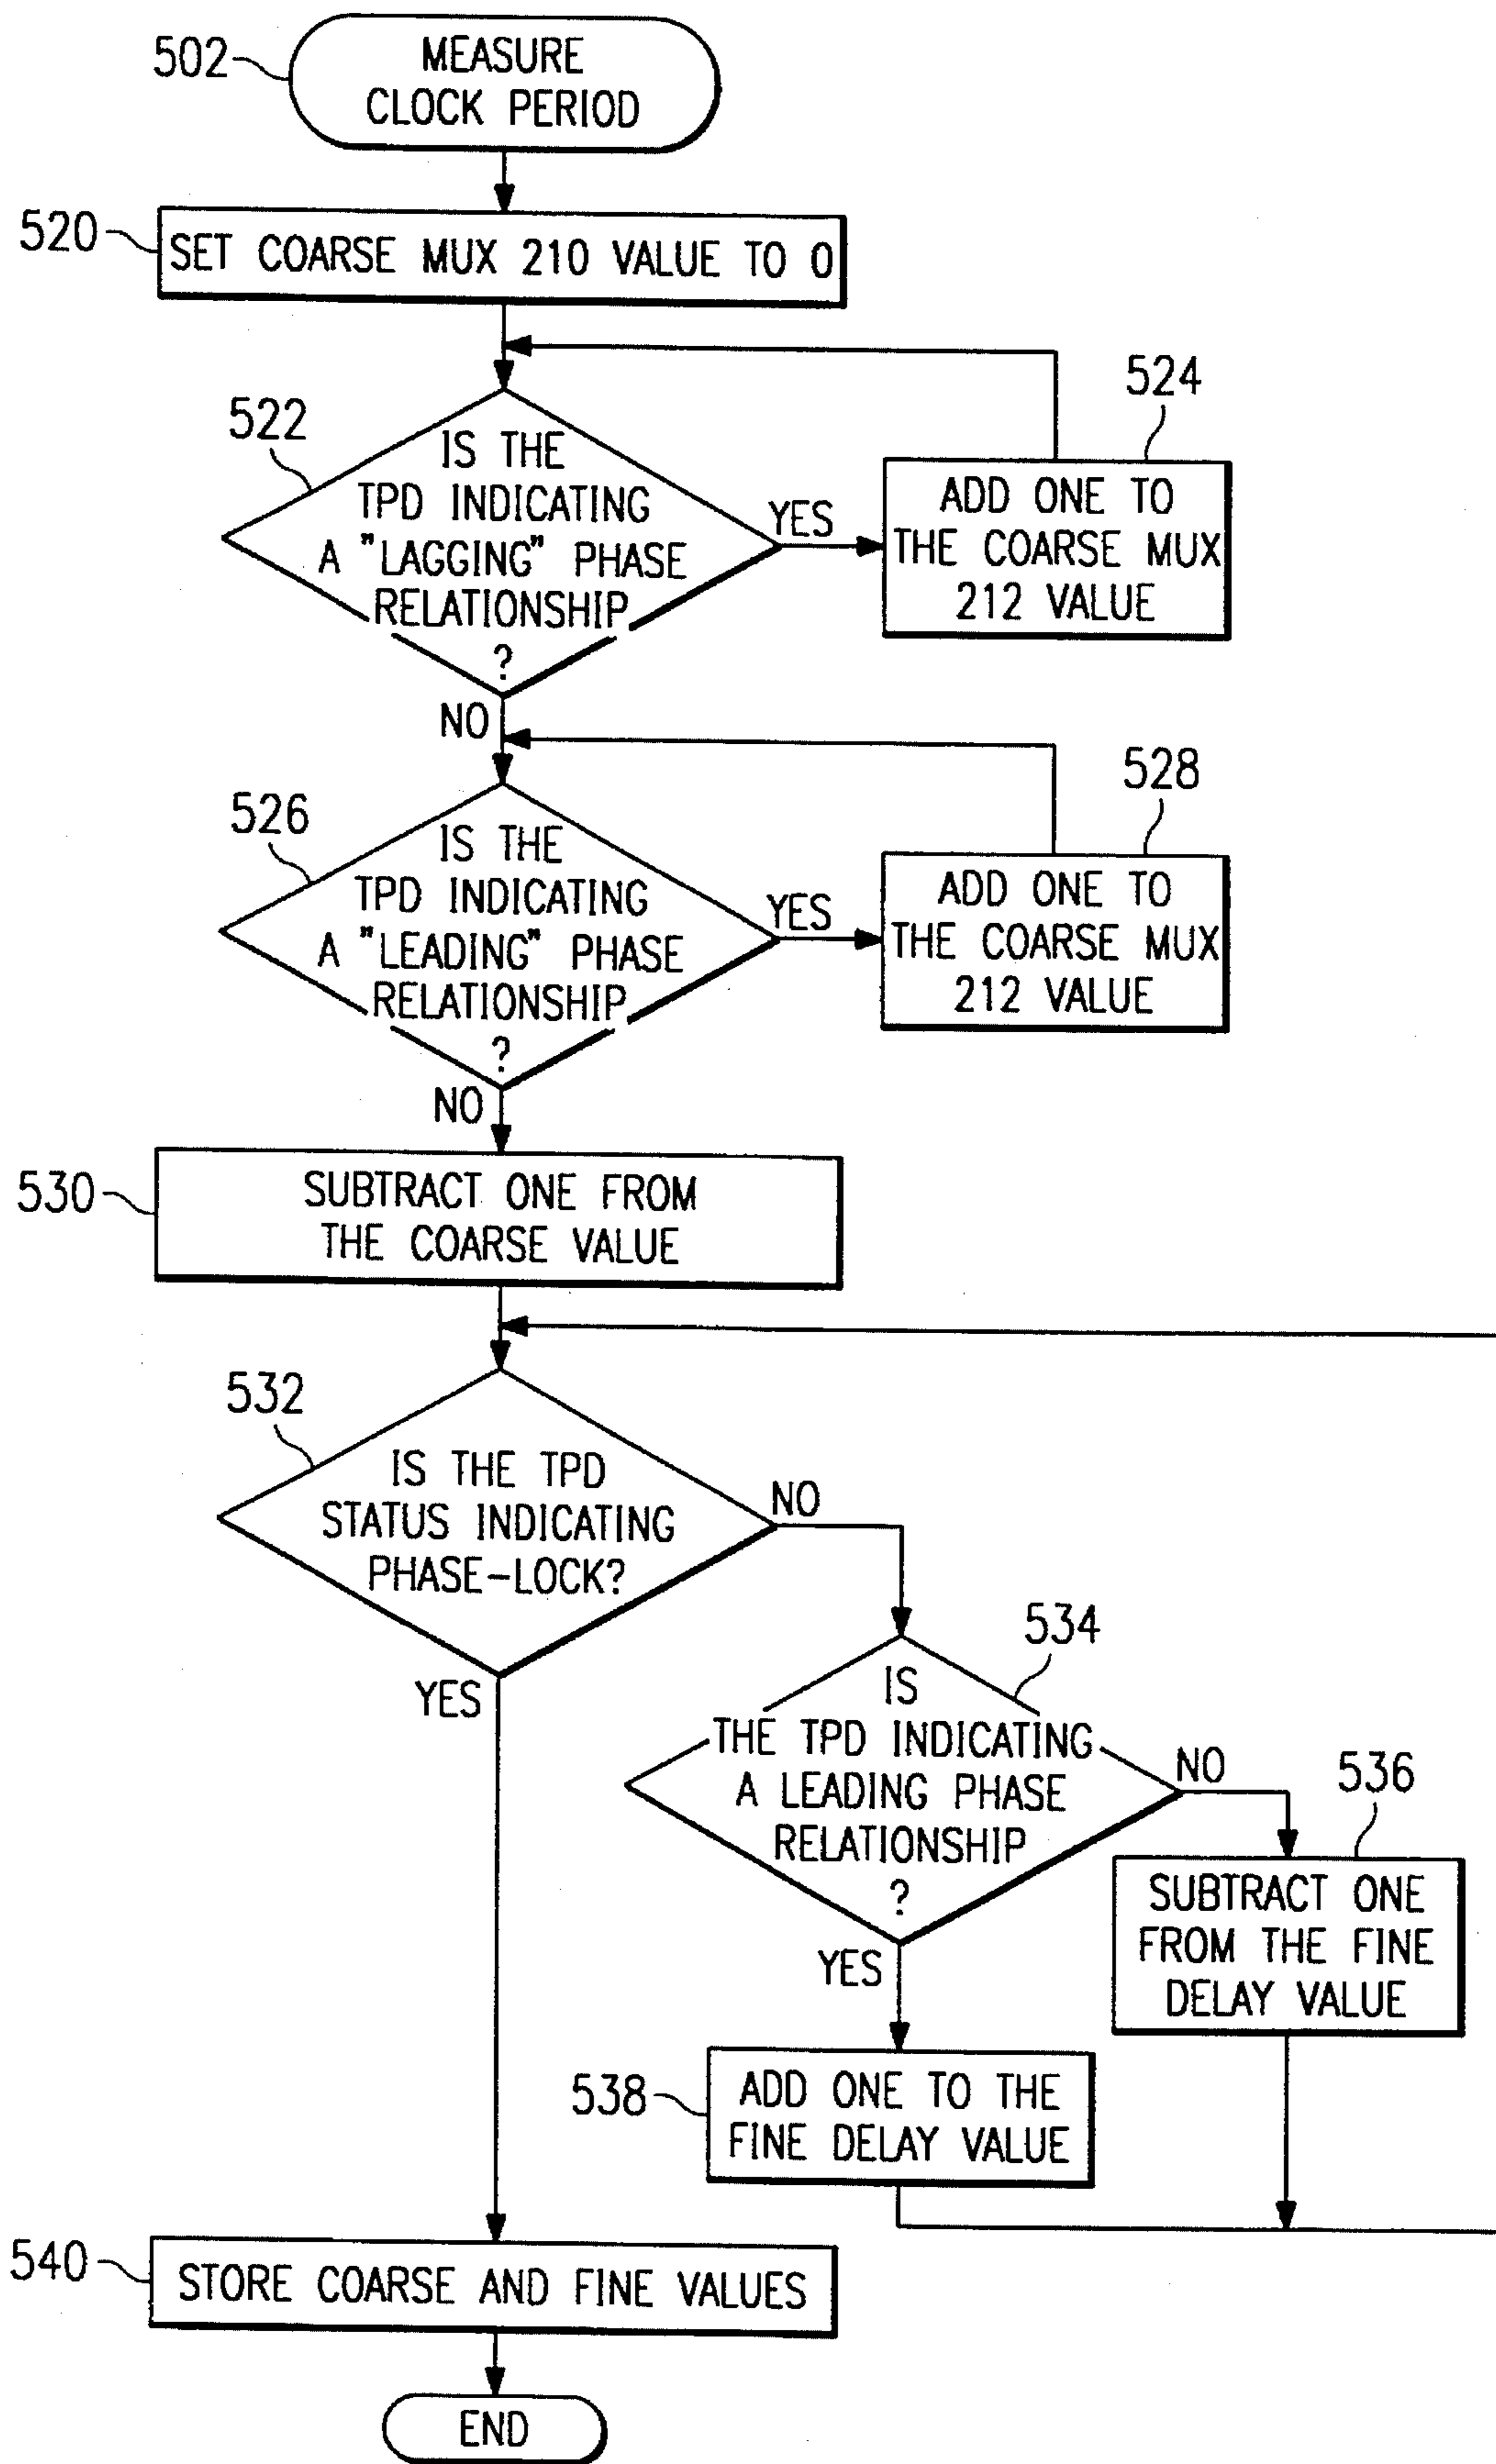 502
MEASURE
CLOCK PERIOD
520
SET COARSE MUX 210 VALUE TO 0
522
IS THE
TPD INDICATING
A "LAGGING" PHASE
RELATIONSHIP
?
YES
524
ADD ONE TO
THE COARSE MUX
212 VALUE
NO
526
IS THE
TPD INDICATING
A "LEADING" PHASE
RELATIONSHIP
?
YES
528
ADD ONE TO
THE COARSE MUX
212 VALUE
NO
530
SUBTRACT ONE FROM
THE COARSE VALUE
532
IS THE TPD
STATUS INDICATING
PHASE-LOCK?
NO
YES
534
IS
THE TPD INDICATING
A LEADING PHASE
RELATIONSHIP
?
NO
536
SUBTRACT ONE
FROM THE FINE
DELAY VALUE
YES
538
ADD ONE TO THE
FINE DELAY VALUE
540
STORE COARSE AND FINE VALUES
END